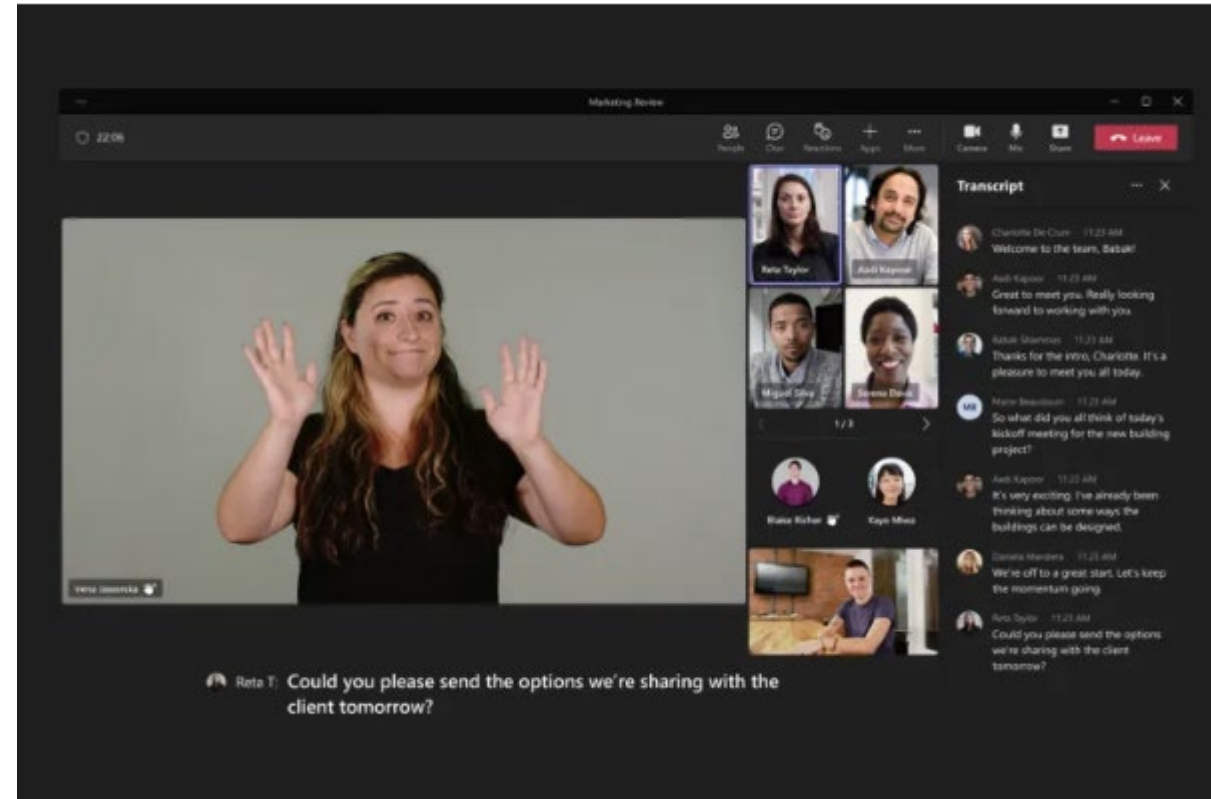 Marketing Review
22:06
People
Chat
Reactions
Apps
More
Camera
Mic
Share
Leave
Reta Taylor
Aadi Kapoor
Miguel Silva
Serena Davis
1/3
Blaise Richer
Kayo Miwa
Irena Jaworska
Reta T:
Could you please send the options we're sharing with the
client tomorrow?
Transcript
Charlotte De Crum 11:23 AM
Welcome to the team, Babak!
Aadi Kapoor 11:23 AM
Great to meet you. Really looking
forward to working with you.
Babak Shammas 11:23 AM
Thanks for the intro, Charlotte. It's a
pleasure to meet you all today.
MB
Marie Beaudouin 11:23 AM
So what did you all think of today's
kickoff meeting for the new building
project?
Aadi Kapoor 11:23 AM
It's very exciting. I've already been
thinking about some ways the
buildings can be designed.
11:23 AM
We're off to a great start. Let's keep
the momentum going.
Reta Taylor 11:23 AM
Could you please send the options
we're sharing with the client
tomorrow?